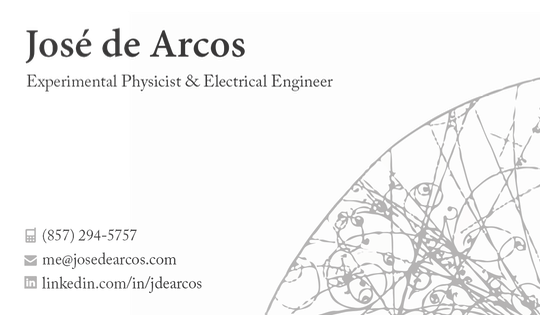 José de Arcos
Experimental Physicist & Electrical Engineer
(857) 294-5757
me@josedearcos.com
linkedin.com/in/jdearcos